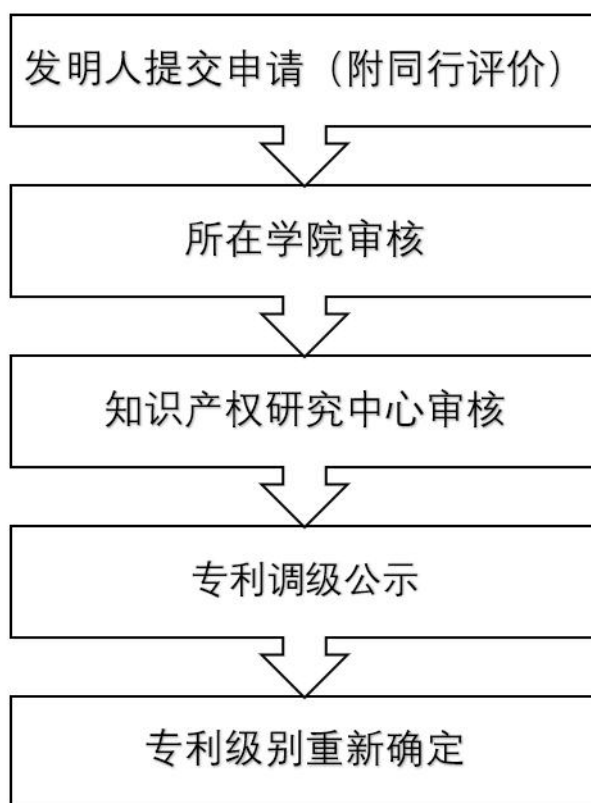 发明人提交申请（附同行评价）
所在学院审核
知识产权研究中心审核
专利调级公示
专利级别重新确定